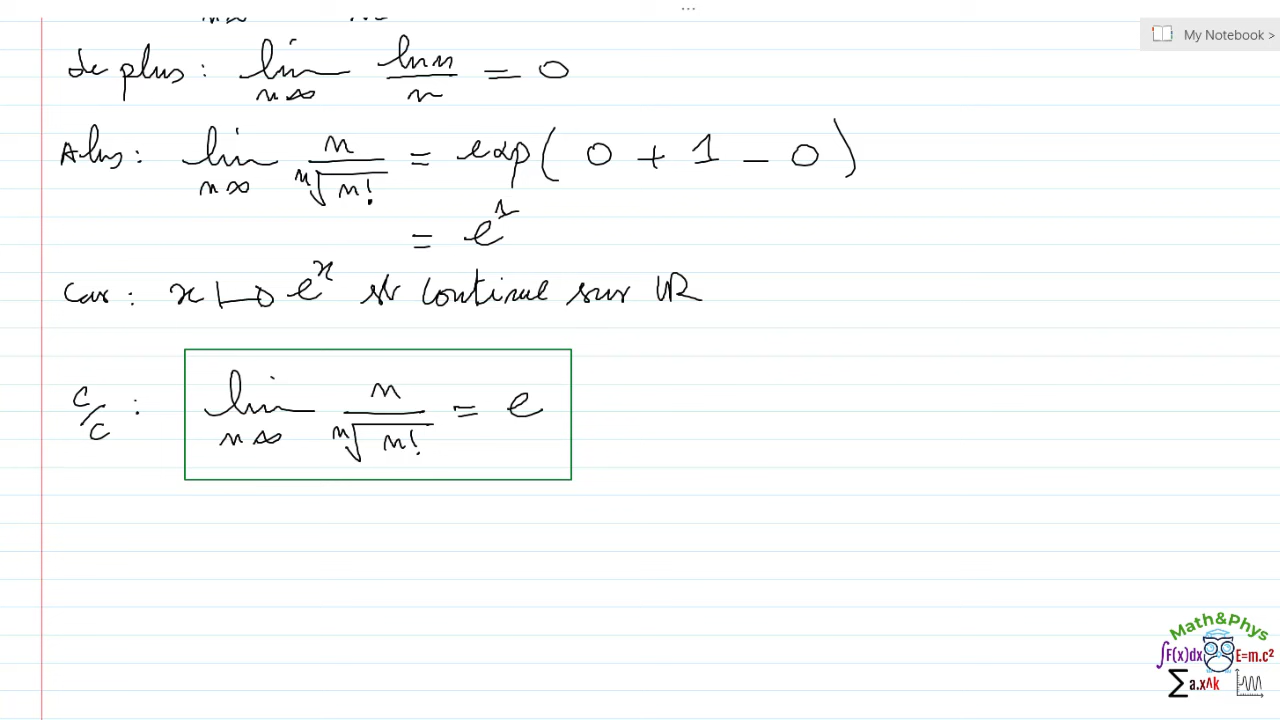 My Notebook >
de plus : lim n∞ ln n / n = 0
Alors : lim n∞ n / ⁿ√n! = exp( 0 + 1 - 0 )
= e¹
Car : x ↦ eˣ est continue sur IR
C/C : lim n∞ n / ⁿ√n! = e
Math&Phys
∫F(x)dx E=m.c²
∑ a.x^k